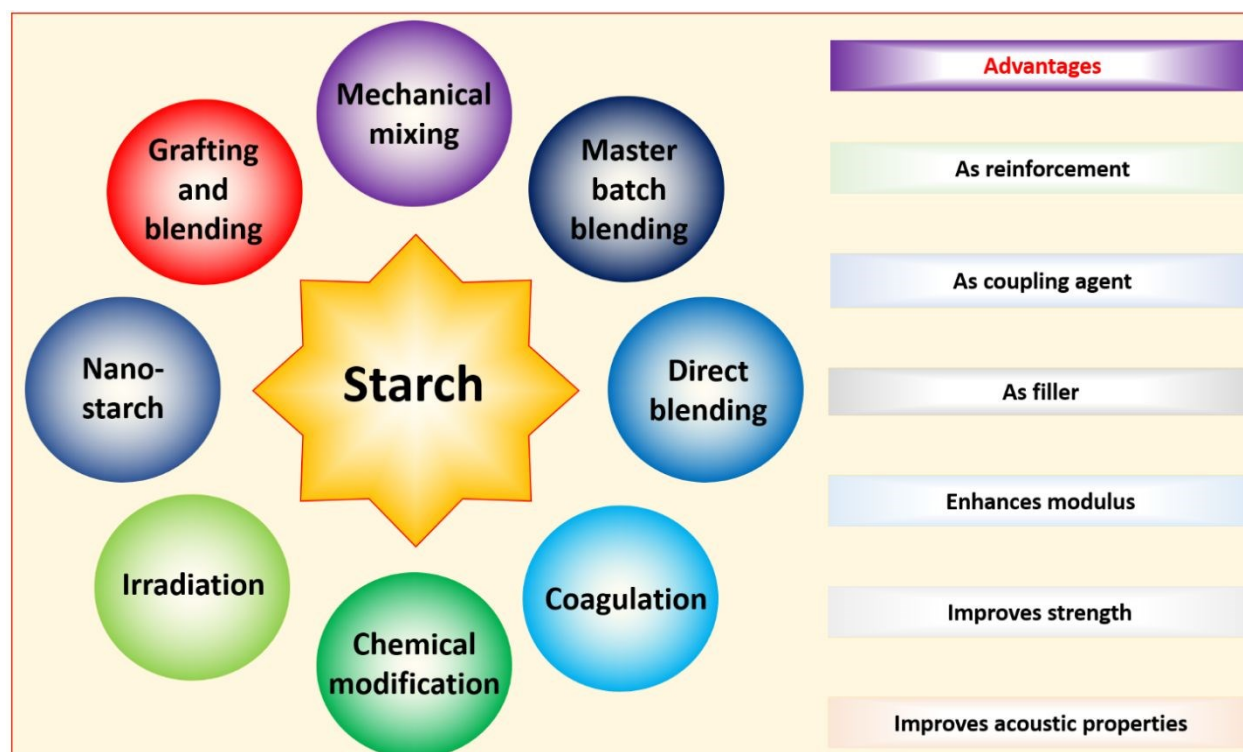 Mechanical
mixing
Master
batch
blending
Direct
blending
Coagulation
Chemical
modification
Irradiation
Nano-
starch
Grafting
and
blending
Starch
Advantages
As reinforcement
As coupling agent
As filler
Enhances modulus
Improves strength
Improves acoustic properties